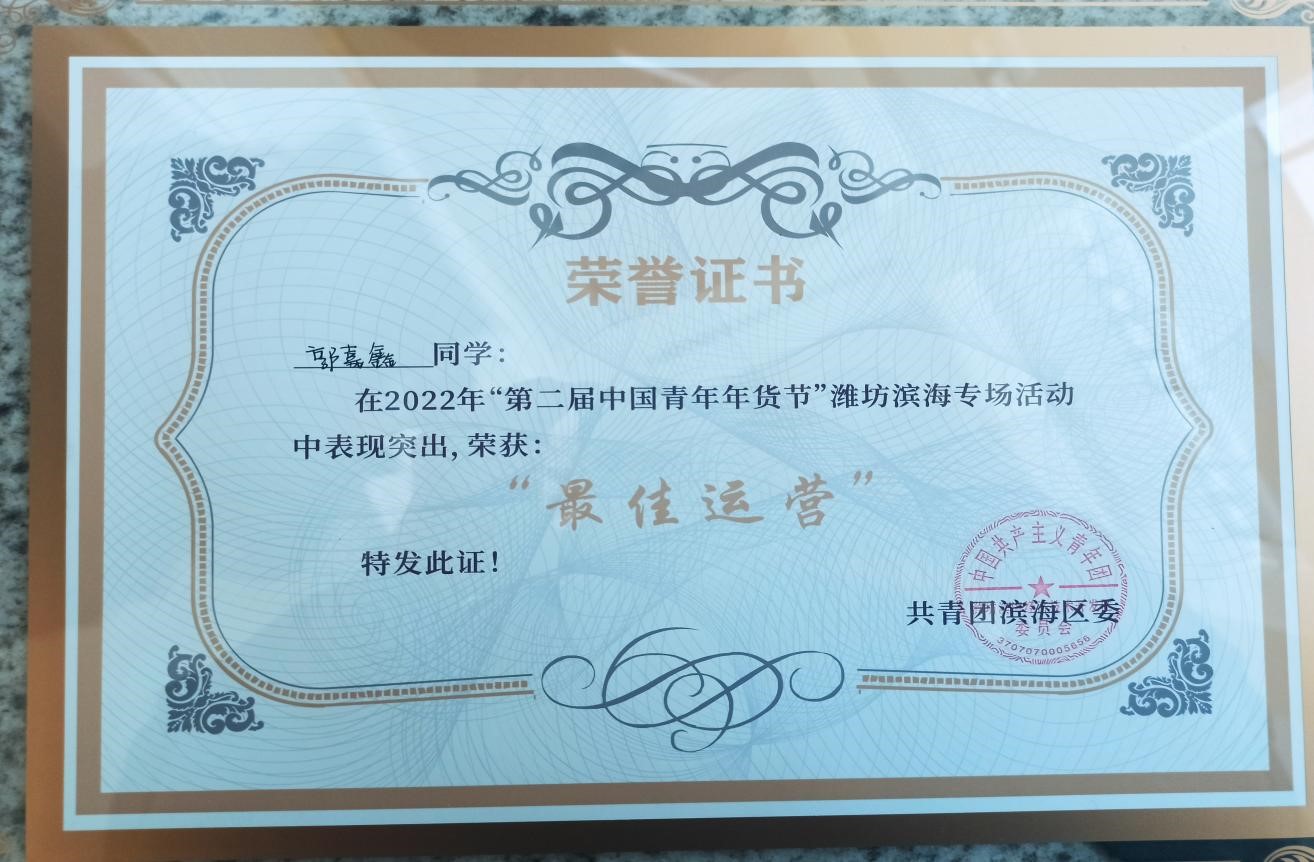 荣誉证书
郭嘉鑫 同学:
在2022年“第二届中国青年年货节”潍坊滨海专场活动
中表现突出, 荣获:
“最佳运营”
特发此证!
中国共产主义青年团
共青团滨海区委
委员会
3707070005656